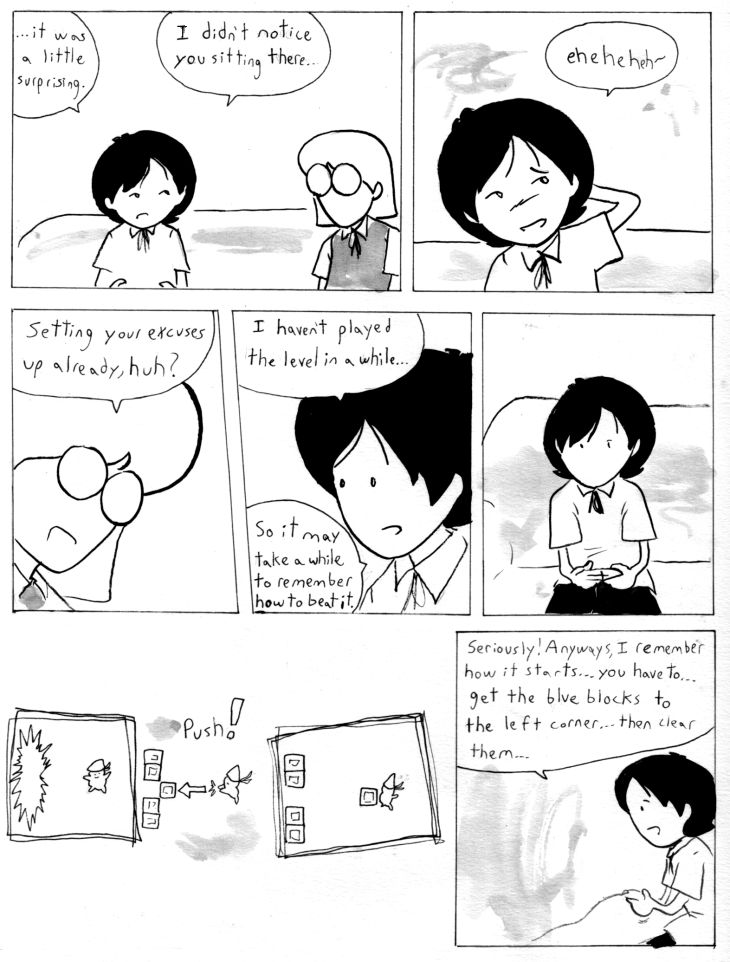 ...it was
a little
surprising.
I didn't notice
you sitting there...
eheheheh~
Setting your excuses
up already, huh?
I haven't played
the level in a while...
So it may
take a while
to remember
how to beat it.
Push!
Seriously! Anyways, I remember
how it starts... you have to...
get the blue blocks to
the left corner... then clear
them...